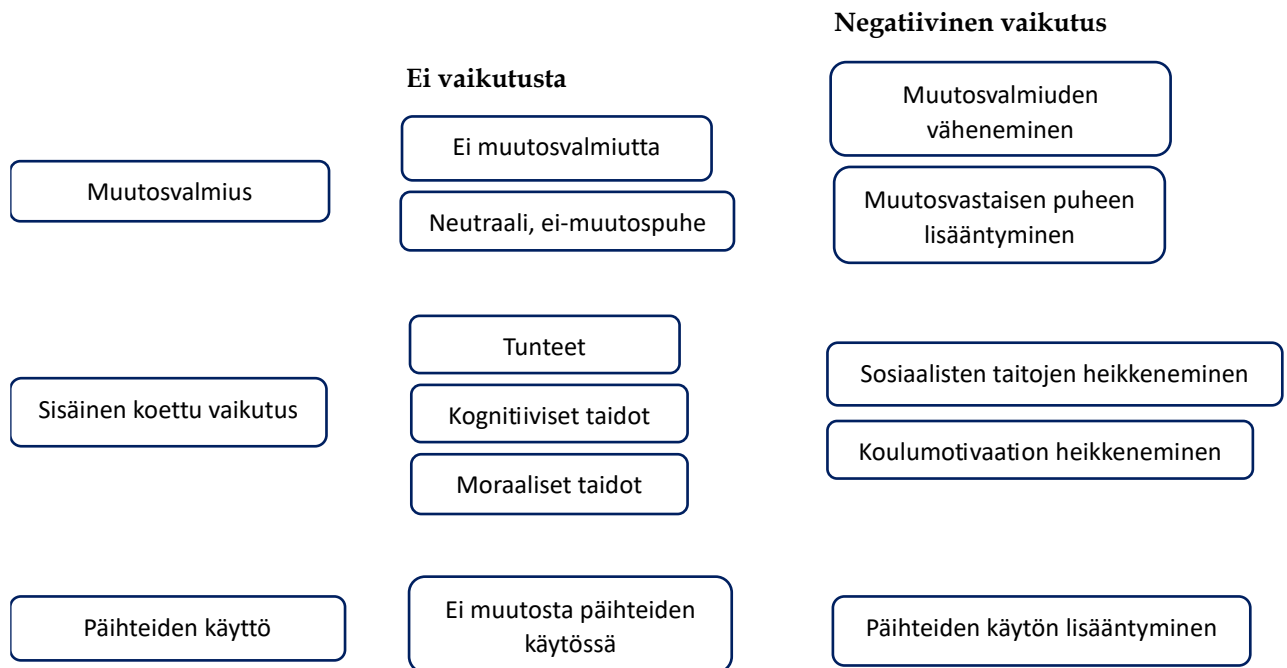 Negatiivinen vaikutus
Ei vaikutusta
Muutosvalmius
Ei muutosvalmiutta
Neutraali, ei-muutospuhe
Muutosvalmiuden
väheneminen
Muutosvastaisen puheen
lisääntyminen
Sisäinen koettu vaikutus
Tunteet
Kognitiiviset taidot
Moraaliset taidot
Sosiaalisten taitojen heikkeneminen
Koulumotivaation heikkeneminen
Päihteiden käyttö
Ei muutosta päihteiden
käytössä
Päihteiden käytön lisääntyminen